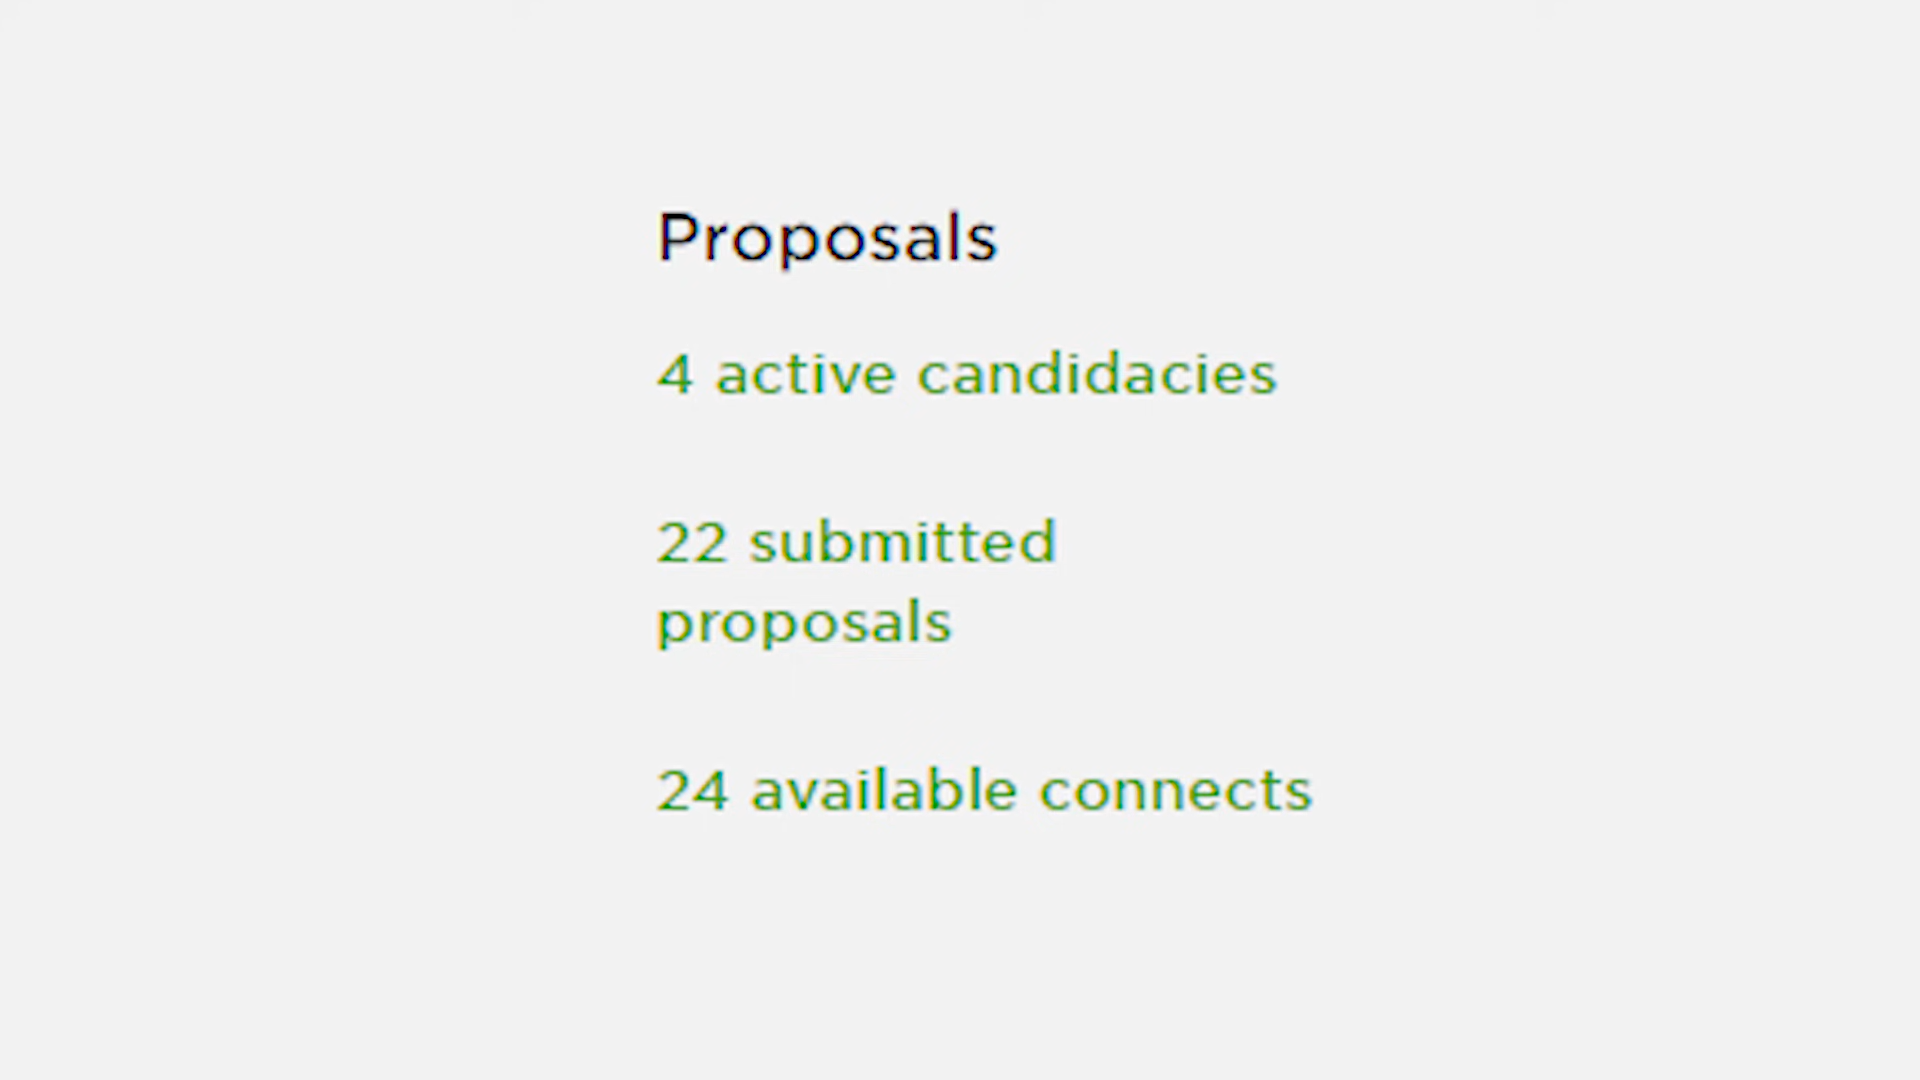 Proposals
4 active candidacies
22 submitted
proposals
24 available connects